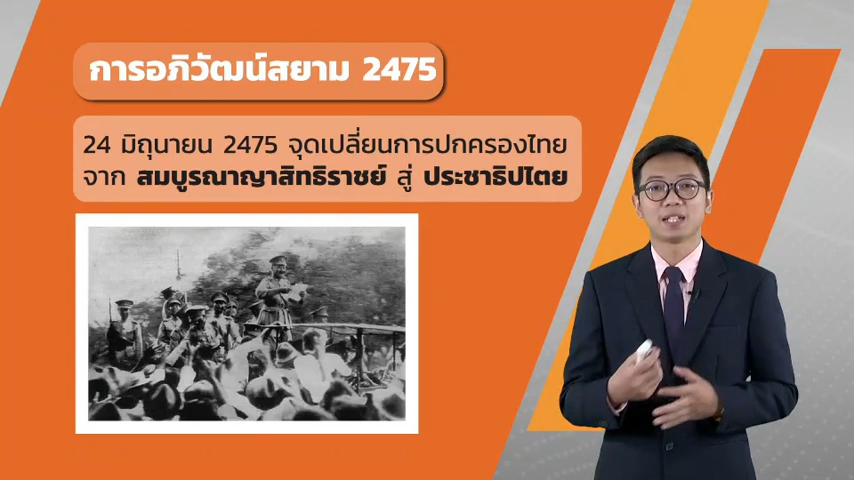 การอภิวัฒน์สยาม 2475
24 มิถุนายน 2475 จุดเปลี่ยนการปกครองไทย
จาก สมบูรณาญาสิทธิราชย์ สู่ ประชาธิปไตย